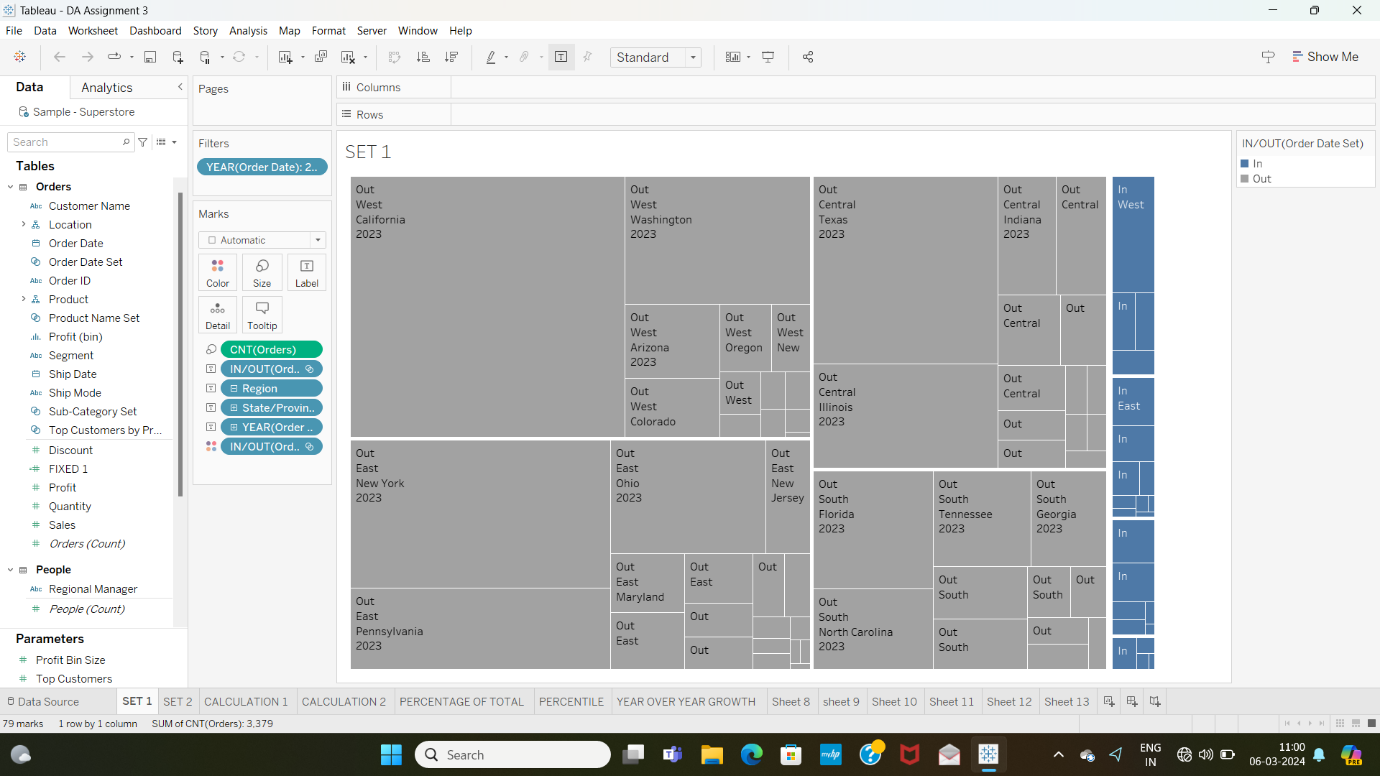 Tableau - DA Assignment 3
File Data Worksheet Dashboard Story Analysis Map Format Server Window Help
Standard
Show Me
Data Analytics
Sample - Superstore
Search
Tables
Orders
Abc Customer Name
Location
Order Date
Order Date Set
Abc Order ID
Product
Product Name Set
Profit (bin)
Abc Segment
Ship Date
Abc Ship Mode
Sub-Category Set
Top Customers by Pr...
# Discount
# FIXED 1
# Profit
# Quantity
# Sales
# Orders (Count)
People
Abc Regional Manager
# People (Count)
Parameters
# Profit Bin Size
# Top Customers
Pages
Filters
YEAR(Order Date): 2..
Marks
Automatic
Color Size Label
Detail Tooltip
CNT(Orders)
IN/OUT(Ord..
Region
State/Provin..
YEAR(Order ..
IN/OUT(Ord..
Columns
Rows
SET 1
Out
West
California
2023
Out
West
Washington
2023
Out
West
Arizona
2023
Out
West
Oregon
Out
West
New
Out
West
Colorado
Out
West
Out
East
New York
2023
Out
East
Ohio
2023
Out
East
New
Jersey
Out
East
Pennsylvania
2023
Out
East
Maryland
Out
East
Out
East
Out
Out
Out
Out
Central
Texas
2023
Out
Central
Indiana
2023
Out
Central
Out
Central
Out
Out
Central
Illinois
2023
Out
Central
Out
Out
Out
South
Florida
2023
Out
South
Tennessee
2023
Out
South
Georgia
2023
Out
South
North Carolina
2023
Out
South
Out
South
Out
Out
South
Out
In
West
In
In
East
In
In
In
In
In
IN/OUT(Order Date Set)
In
Out
Data Source SET 1 SET 2 CALCULATION 1 CALCULATION 2 PERCENTAGE OF TOTAL PERCENTILE YEAR OVER YEAR GROWTH Sheet 8 sheet 9 Sheet 10 Sheet 11 Sheet 12 Sheet 13
79 marks 1 row by 1 column SUM of CNT(Orders): 3,379
Search
myhp
ENG
IN
11:00
06-03-2024
PRE